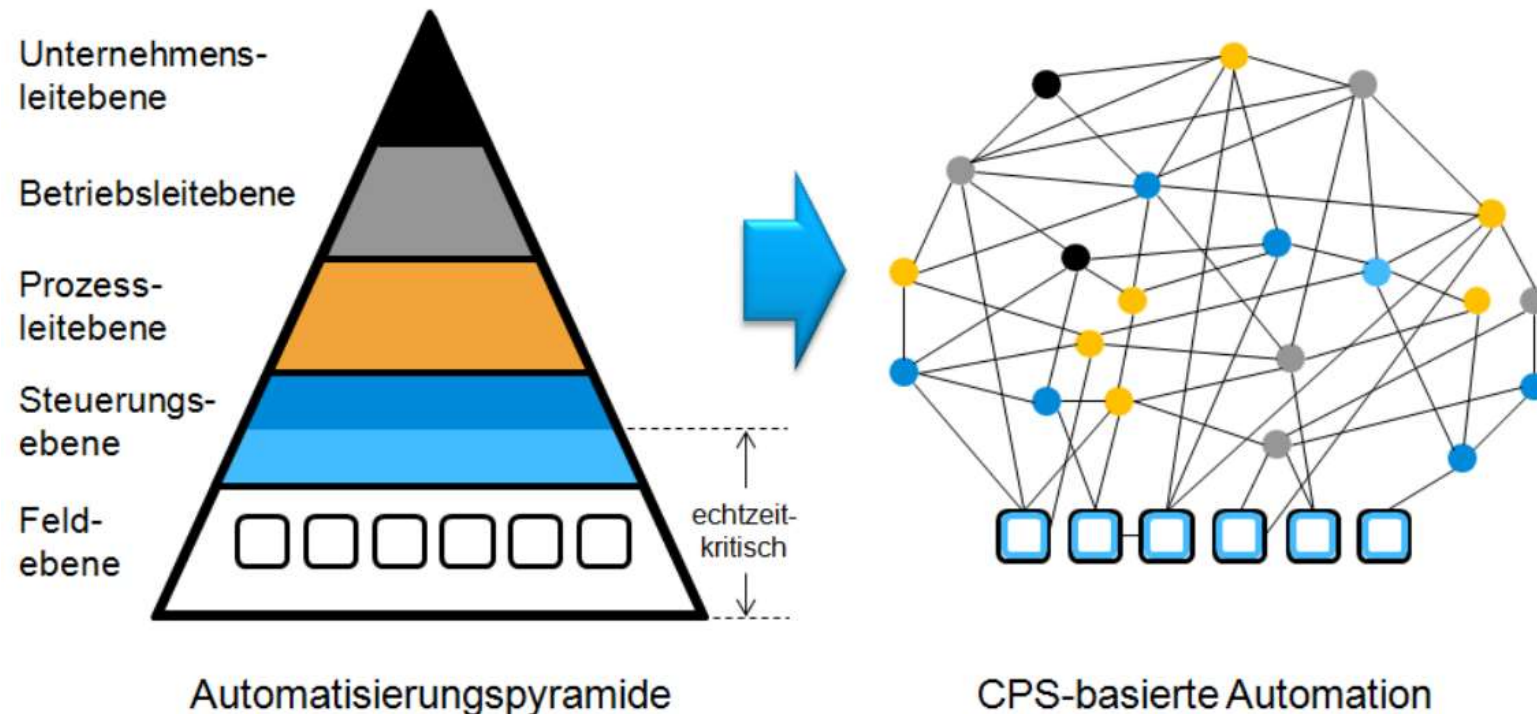 Unternehmens-
leitebene
Betriebsleitebene
Prozess-
leitebene
Steuerungs-
ebene
Feld-
ebene
echtzeit-
kritisch
Automatisierungspyramide
CPS-basierte Automation